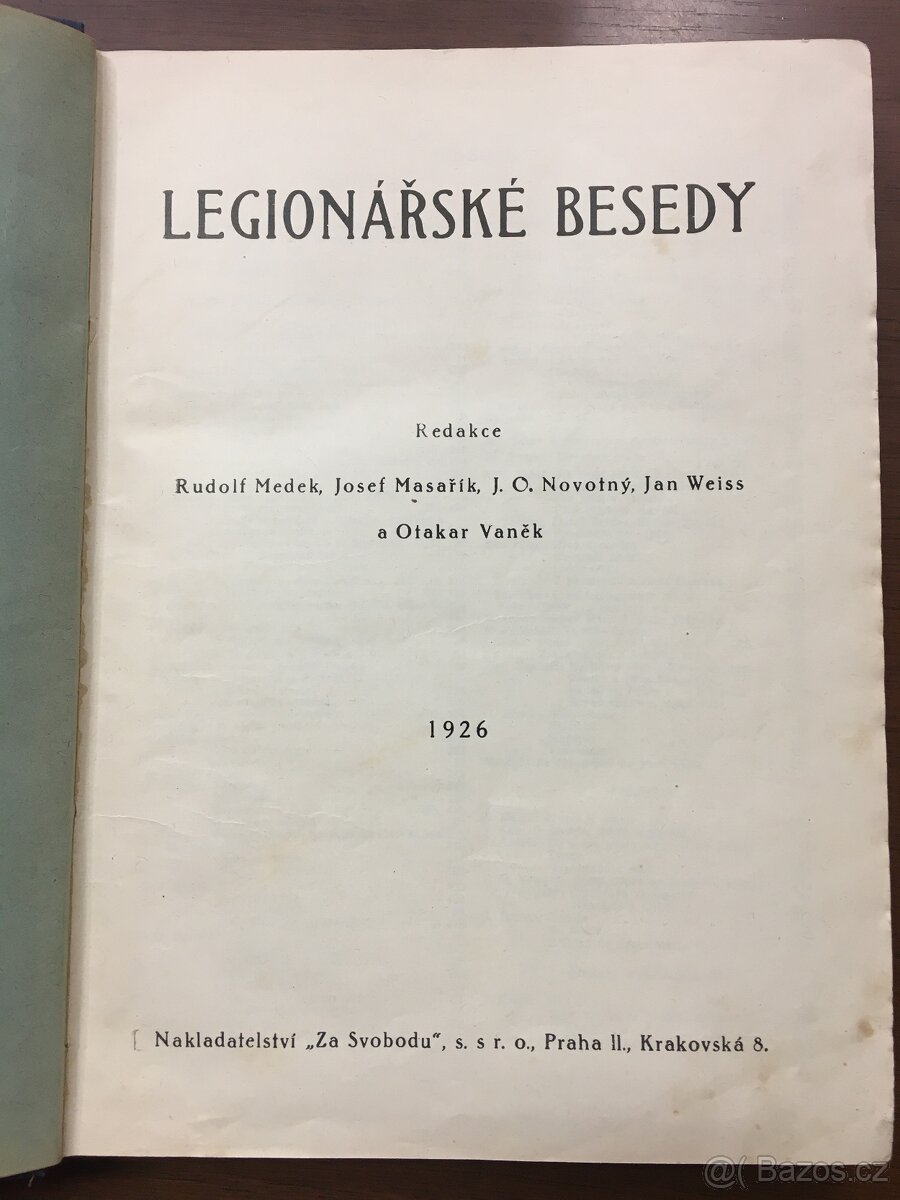 LEGIONÁŘSKÉ BESEDY
Redakce
Rudolf Medek, Josef Masařík, J. O. Novotný, Jan Weiss
a Otakar Vaněk
1926
Nakladatelství „Za Svobodu“, s. s r. o., Praha II., Krakovská 8.
@( Bazos.cz